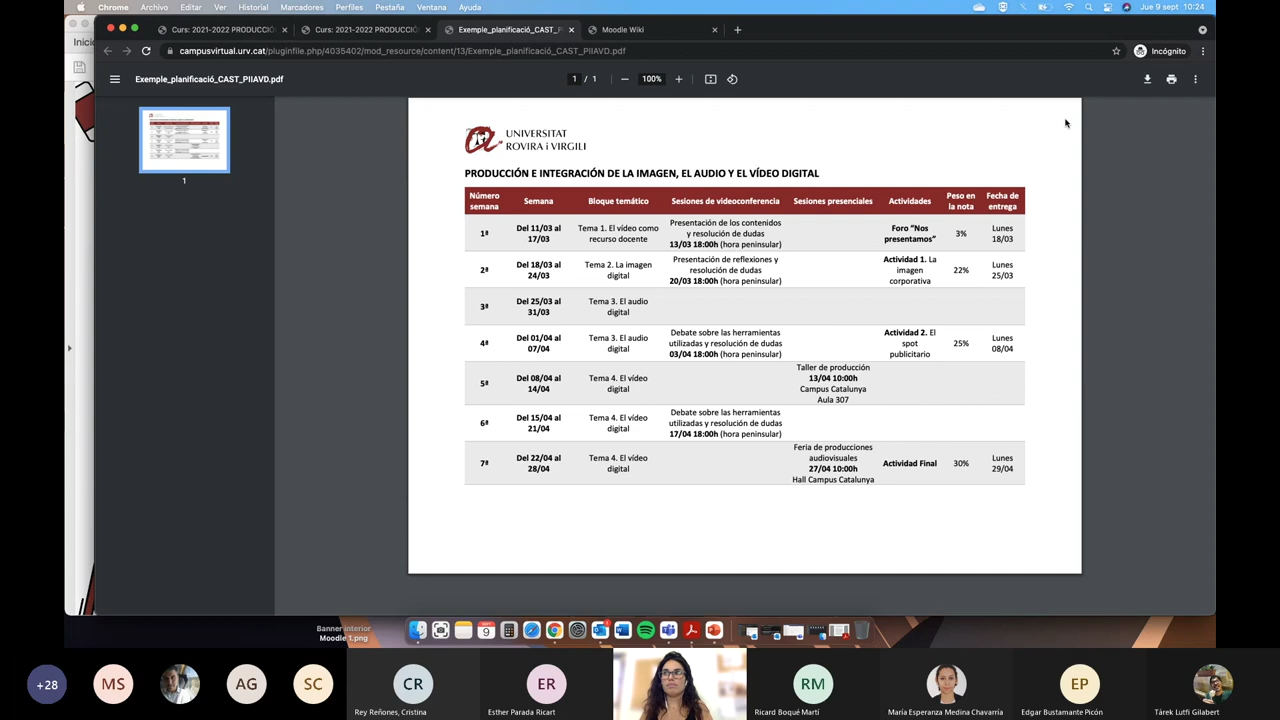 Chrome Archivo Editar Ver Historial Marcadores Perfiles Pestaña Ventana Ayuda
Jue 9 sept 10:24
Inicio
Curs: 2021-2022 PRODUCCIÓ
Curs: 2021-2022 PRODUCCIÓ
Exemple_planificació_CAST_P
Moodle Wiki
campusvirtual.urv.cat/pluginfile.php/4035402/mod_resource/content/13/Exemple_planificació_CAST_PIIAVD.pdf
Incógnito
Exemple_planificació_CAST_PIIAVD.pdf
1 / 1
100%
1
UNIVERSITAT
ROVIRA i VIRGILI
PRODUCCIÓN E INTEGRACIÓN DE LA IMAGEN, EL AUDIO Y EL VÍDEO DIGITAL
Número semana Semana Bloque temático Sesiones de videoconferencia Sesiones presenciales Actividades Peso en la nota Fecha de entrega
1ª Del 11/03 al 17/03 Tema 1. El vídeo como recurso docente Presentación de los contenidos y resolución de dudas 13/03 18:00h (hora peninsular) Foro “Nos presentamos” 3% Lunes 18/03
2ª Del 18/03 al 24/03 Tema 2. La imagen digital Presentación de reflexiones y resolución de dudas 20/03 18:00h (hora peninsular) Actividad 1. La imagen corporativa 22% Lunes 25/03
3ª Del 25/03 al 31/03 Tema 3. El audio digital
4ª Del 01/04 al 07/04 Tema 3. El audio digital Debate sobre las herramientas utilizadas y resolución de dudas 03/04 18:00h (hora peninsular) Actividad 2. El spot publicitario 25% Lunes 08/04
5ª Del 08/04 al 14/04 Tema 4. El vídeo digital Taller de producción 13/04 10:00h Campus Catalunya Aula 307
6ª Del 15/04 al 21/04 Tema 4. El vídeo digital Debate sobre las herramientas utilizadas y resolución de dudas 17/04 18:00h (hora peninsular)
7ª Del 22/04 al 28/04 Tema 4. El vídeo digital Feria de producciones audiovisuales 27/04 10:00h Hall Campus Catalunya Actividad Final 30% Lunes 29/04
Banner interior
Moodle 1.png
+28
MS
AG
SC
CR
ER
RM
EP
Rey Reñones, Cristina
Esther Parada Ricart
Ricard Boqué Martí
María Esperanza Medina Chavarría
Edgar Bustamante Picón
Tárek Lutfi Gilabert